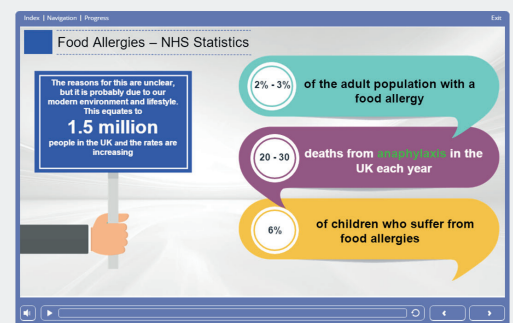 Index | Navigation | Progress
Exit
Food Allergies – NHS Statistics
The reasons for this are unclear,
but it is probably due to our
modern environment and lifestyle.
This equates to
1.5 million
people in the UK and the rates are
increasing
2% - 3%
of the adult population with a
food allergy
20 - 30
deaths from anaphylaxis in the
UK each year
6%
of children who suffer from
food allergies